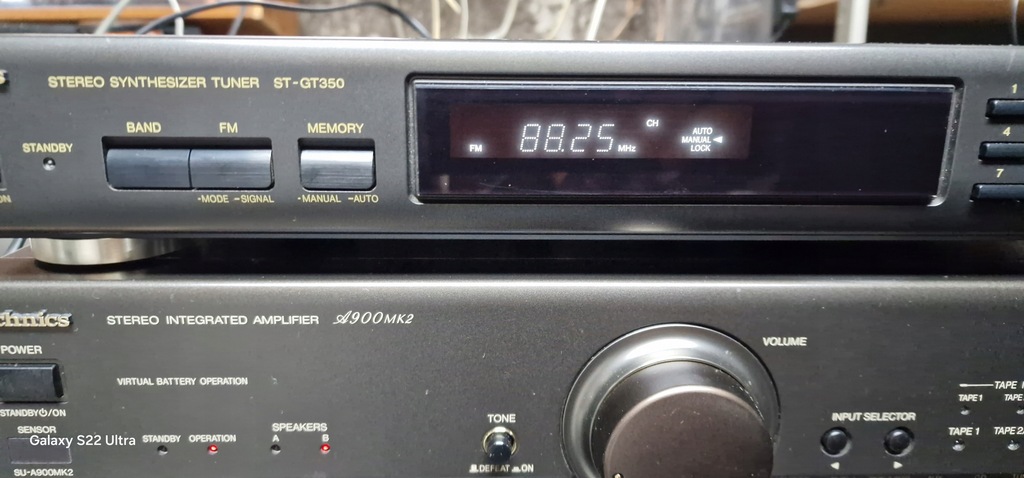 STEREO SYNTHESIZER TUNER ST-GT350
BAND
FM
MEMORY
STANDBY
-MODE -SIGNAL
-MANUAL -AUTO
FM
88.25
MHz
CH
AUTO
MANUAL
LOCK
1
4
7
STEREO INTEGRATED AMPLIFIER A900MK2
POWER
VIRTUAL BATTERY OPERATION
STANDBY⏻/ON
SENSOR
SU-A900MK2
STANDBY
OPERATION
SPEAKERS
A
B
TONE
DEFEAT
ON
VOLUME
INPUT SELECTOR
TAPE 1
TAPE 1
TAPE 2
Galaxy S22 Ultra